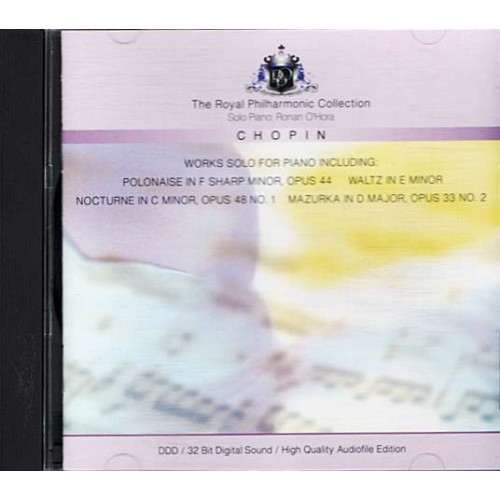 The Royal Philharmonic Collection
Solo Piano: Ronan O'Hora
CHOPIN
WORKS SOLO FOR PIANO INCLUDING:
POLONAISE IN F SHARP MINOR, OPUS 44 WALTZ IN E MINOR
NOCTURNE IN C MINOR, OPUS 48 NO. 1 MAZURKA IN D MAJOR, OPUS 33 NO. 2
DDD / 32 Bit Digital Sound / High Quality Audiofile Edition